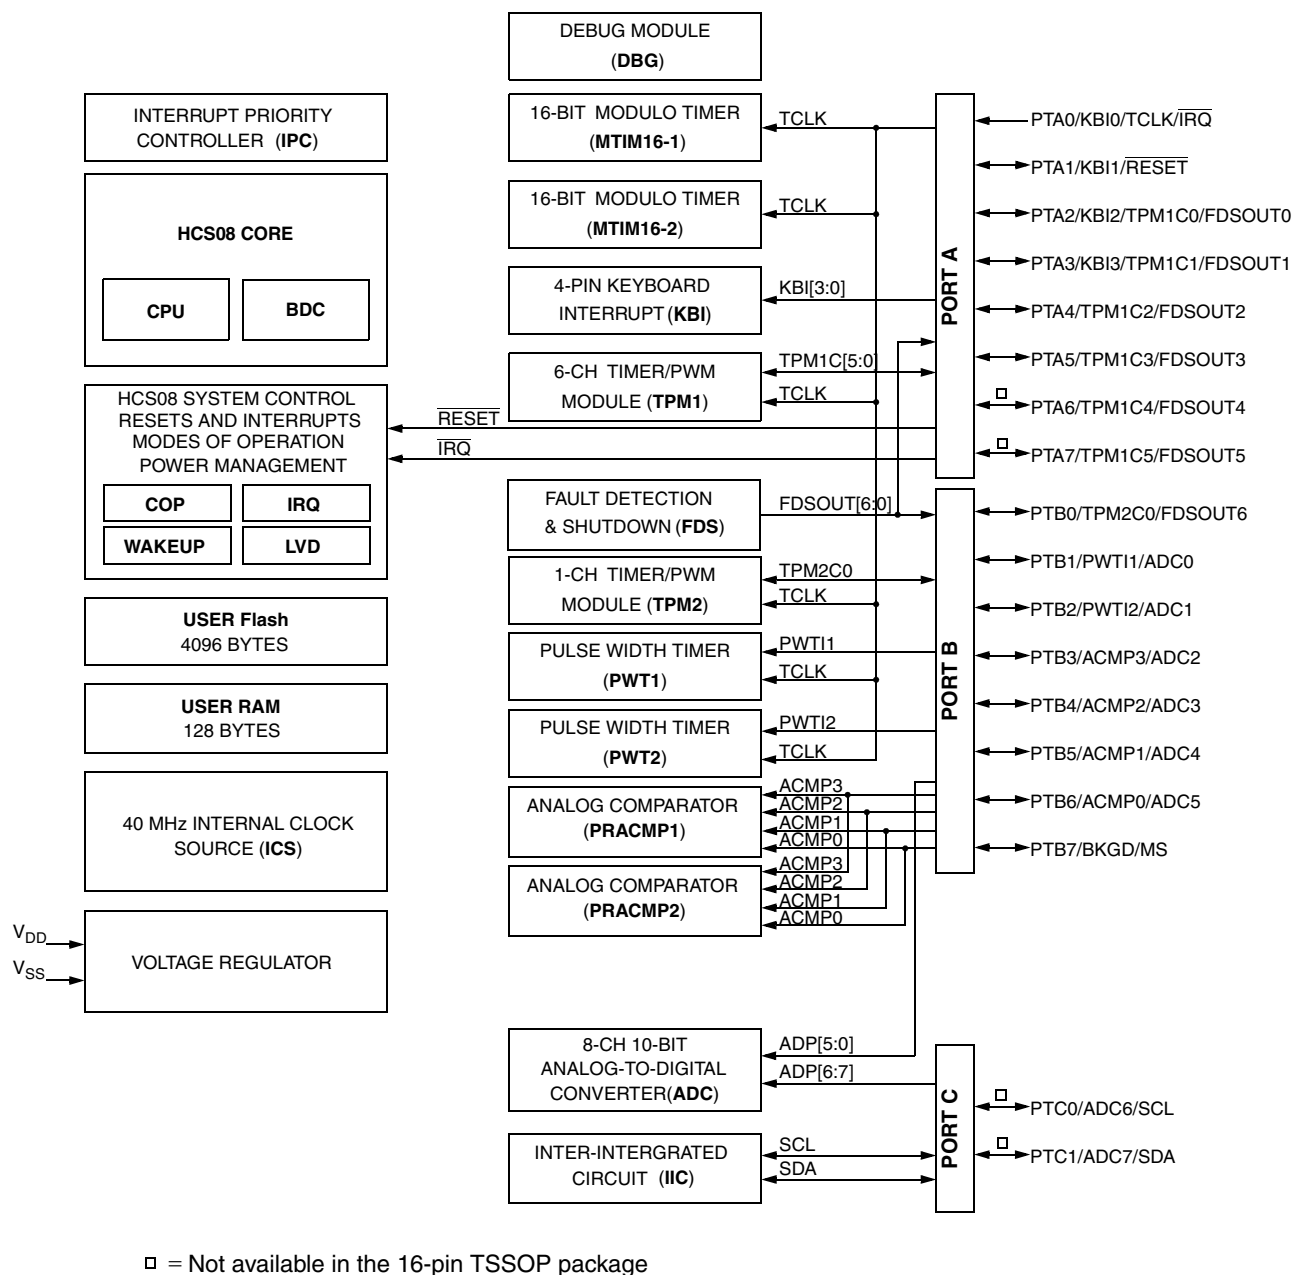 DEBUG MODULE
(DBG)
INTERRUPT PRIORITY
CONTROLLER (IPC)
HCS08 CORE
CPU
BDC
HCS08 SYSTEM CONTROL
RESETS AND INTERRUPTS
MODES OF OPERATION
POWER MANAGEMENT
COP
IRQ
WAKEUP
LVD
USER Flash
4096 BYTES
USER RAM
128 BYTES
40 MHz INTERNAL CLOCK
SOURCE (ICS)
VDD
VSS
VOLTAGE REGULATOR
16-BIT MODULO TIMER
(MTIM16-1)
TCLK
16-BIT MODULO TIMER
(MTIM16-2)
TCLK
4-PIN KEYBOARD
INTERRUPT (KBI)
KBI[3:0]
6-CH TIMER/PWM
MODULE (TPM1)
TPM1C[5:0]
TCLK
RESET
IRQ
FAULT DETECTION
& SHUTDOWN (FDS)
FDSOUT[6:0]
1-CH TIMER/PWM
MODULE (TPM2)
TPM2C0
TCLK
PULSE WIDTH TIMER
(PWT1)
PWTI1
TCLK
PULSE WIDTH TIMER
(PWT2)
PWTI2
TCLK
ANALOG COMPARATOR
(PRACMP1)
ACMP3
ACMP2
ACMP1
ACMP0
ANALOG COMPARATOR
(PRACMP2)
ACMP3
ACMP2
ACMP1
ACMP0
8-CH 10-BIT
ANALOG-TO-DIGITAL
CONVERTER(ADC)
ADP[5:0]
ADP[6:7]
INTER-INTERGRATED
CIRCUIT (IIC)
SCL
SDA
PORT A
PTA0/KBI0/TCLK/IRQ
PTA1/KBI1/RESET
PTA2/KBI2/TPM1C0/FDSOUT0
PTA3/KBI3/TPM1C1/FDSOUT1
PTA4/TPM1C2/FDSOUT2
PTA5/TPM1C3/FDSOUT3
PTA6/TPM1C4/FDSOUT4
PTA7/TPM1C5/FDSOUT5
PORT B
PTB0/TPM2C0/FDSOUT6
PTB1/PWTI1/ADC0
PTB2/PWTI2/ADC1
PTB3/ACMP3/ADC2
PTB4/ACMP2/ADC3
PTB5/ACMP1/ADC4
PTB6/ACMP0/ADC5
PTB7/BKGD/MS
PORT C
PTC0/ADC6/SCL
PTC1/ADC7/SDA
= Not available in the 16-pin TSSOP package